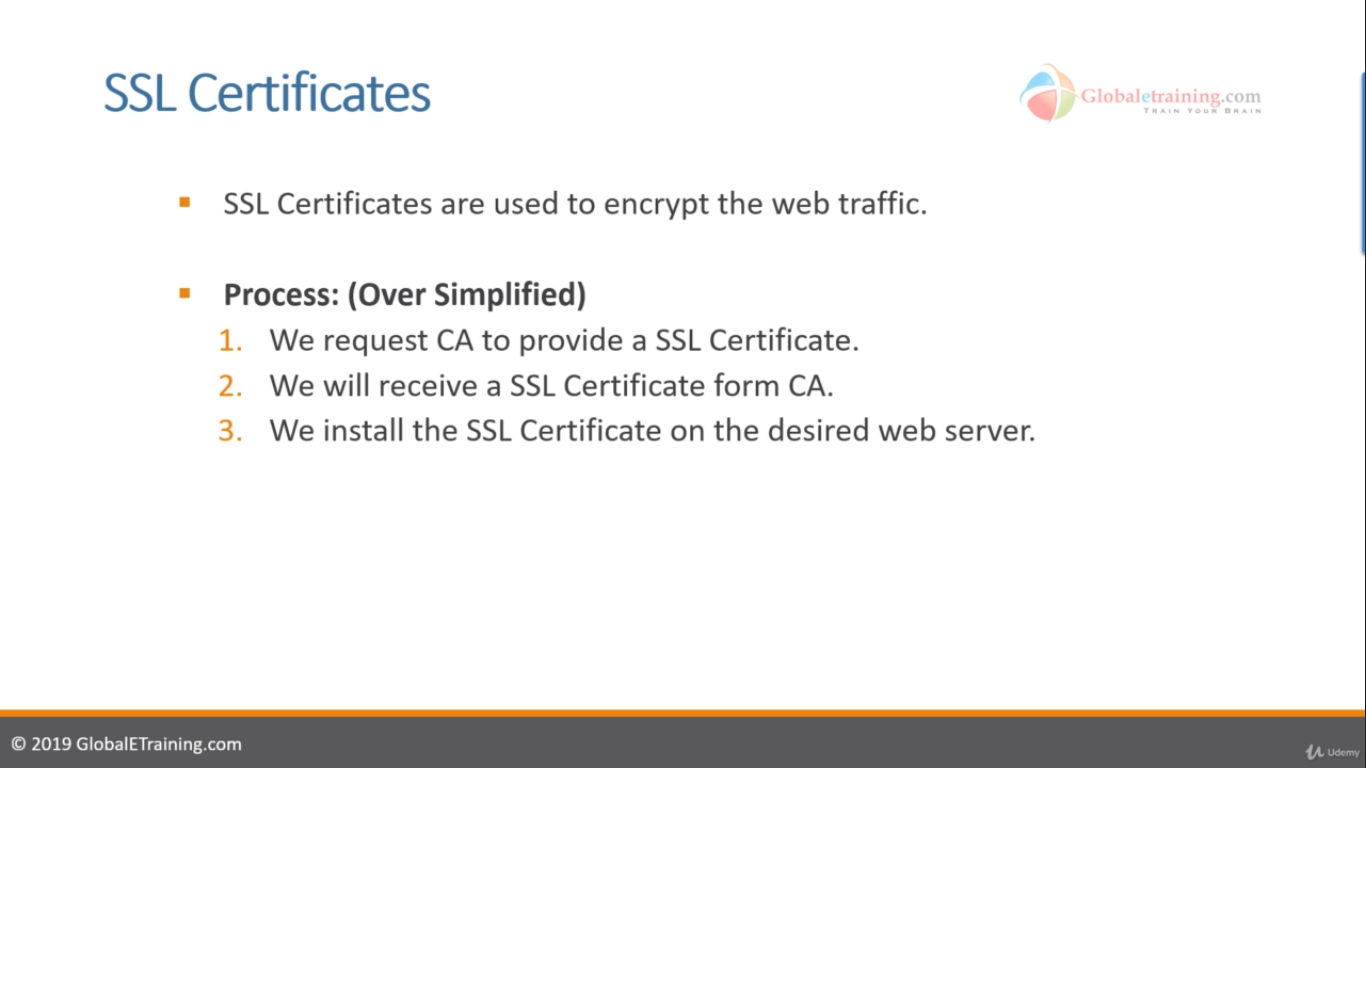 SSL Certificates
Globaletraining.com
TRAIN YOUR BRAIN
▪ SSL Certificates are used to encrypt the web traffic.
▪ Process: (Over Simplified)
1. We request CA to provide a SSL Certificate.
2. We will receive a SSL Certificate form CA.
3. We install the SSL Certificate on the desired web server.
© 2019 GlobalETraining.com
Udemy